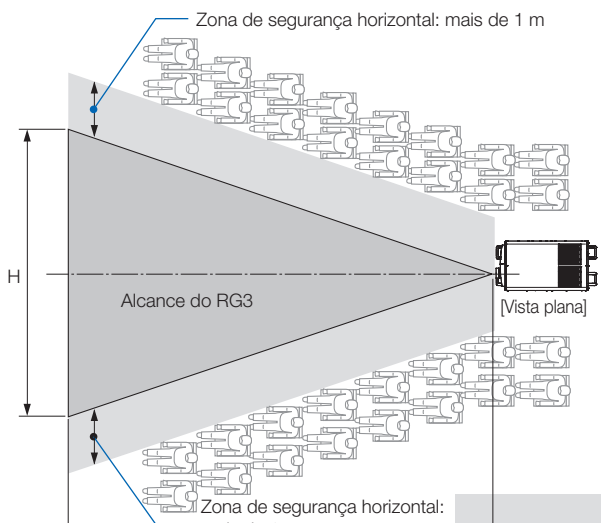 Zona de segurança horizontal: mais de 1 m
H
Alcance do RG3
[Vista plana]
Zona de segurança horizontal: